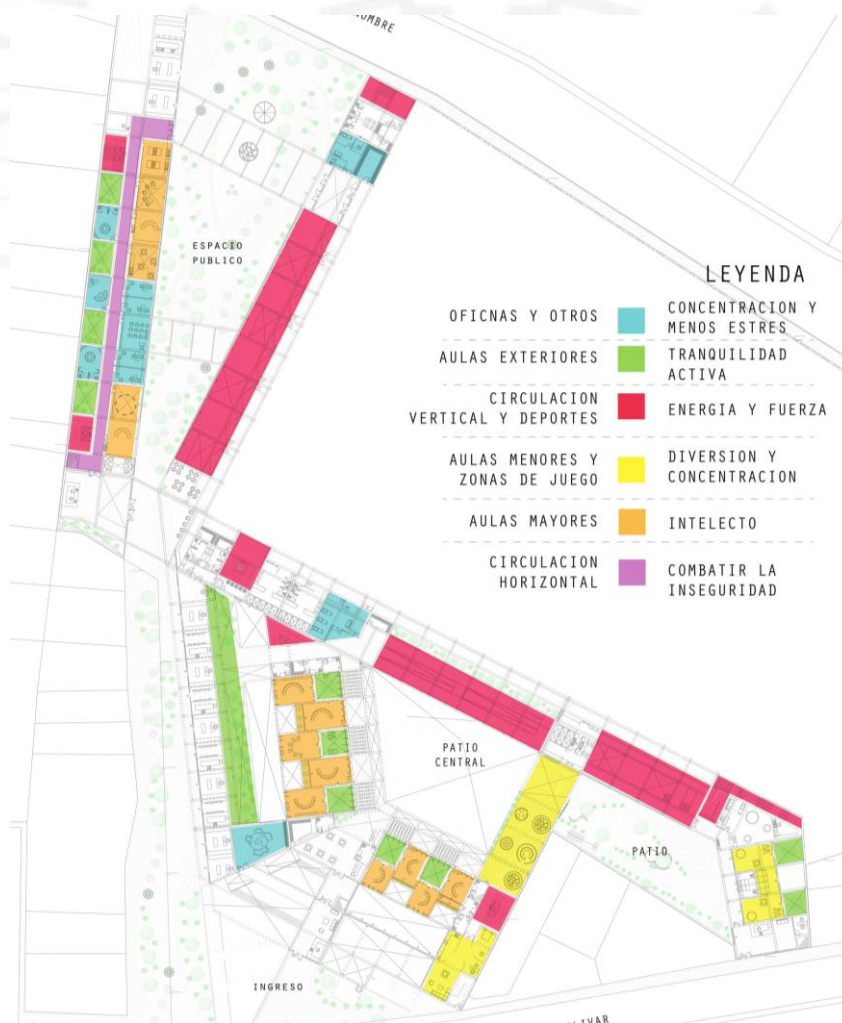 OMBRE
ESPACIO
PUBLICO
LEYENDA
OFICNAS Y OTROS
CONCENTRACION Y
MENOS ESTRES
AULAS EXTERIORES
TRANQUILIDAD
ACTIVA
CIRCULACION
VERTICAL Y DEPORTES
ENERGIA Y FUERZA
AULAS MENORES Y
ZONAS DE JUEGO
DIVERSION Y
CONCENTRACION
AULAS MAYORES
INTELECTO
CIRCULACION
HORIZONTAL
COMBATIR LA
INSEGURIDAD
PATIO
CENTRAL
PATIO
INGRESO
LIVAR